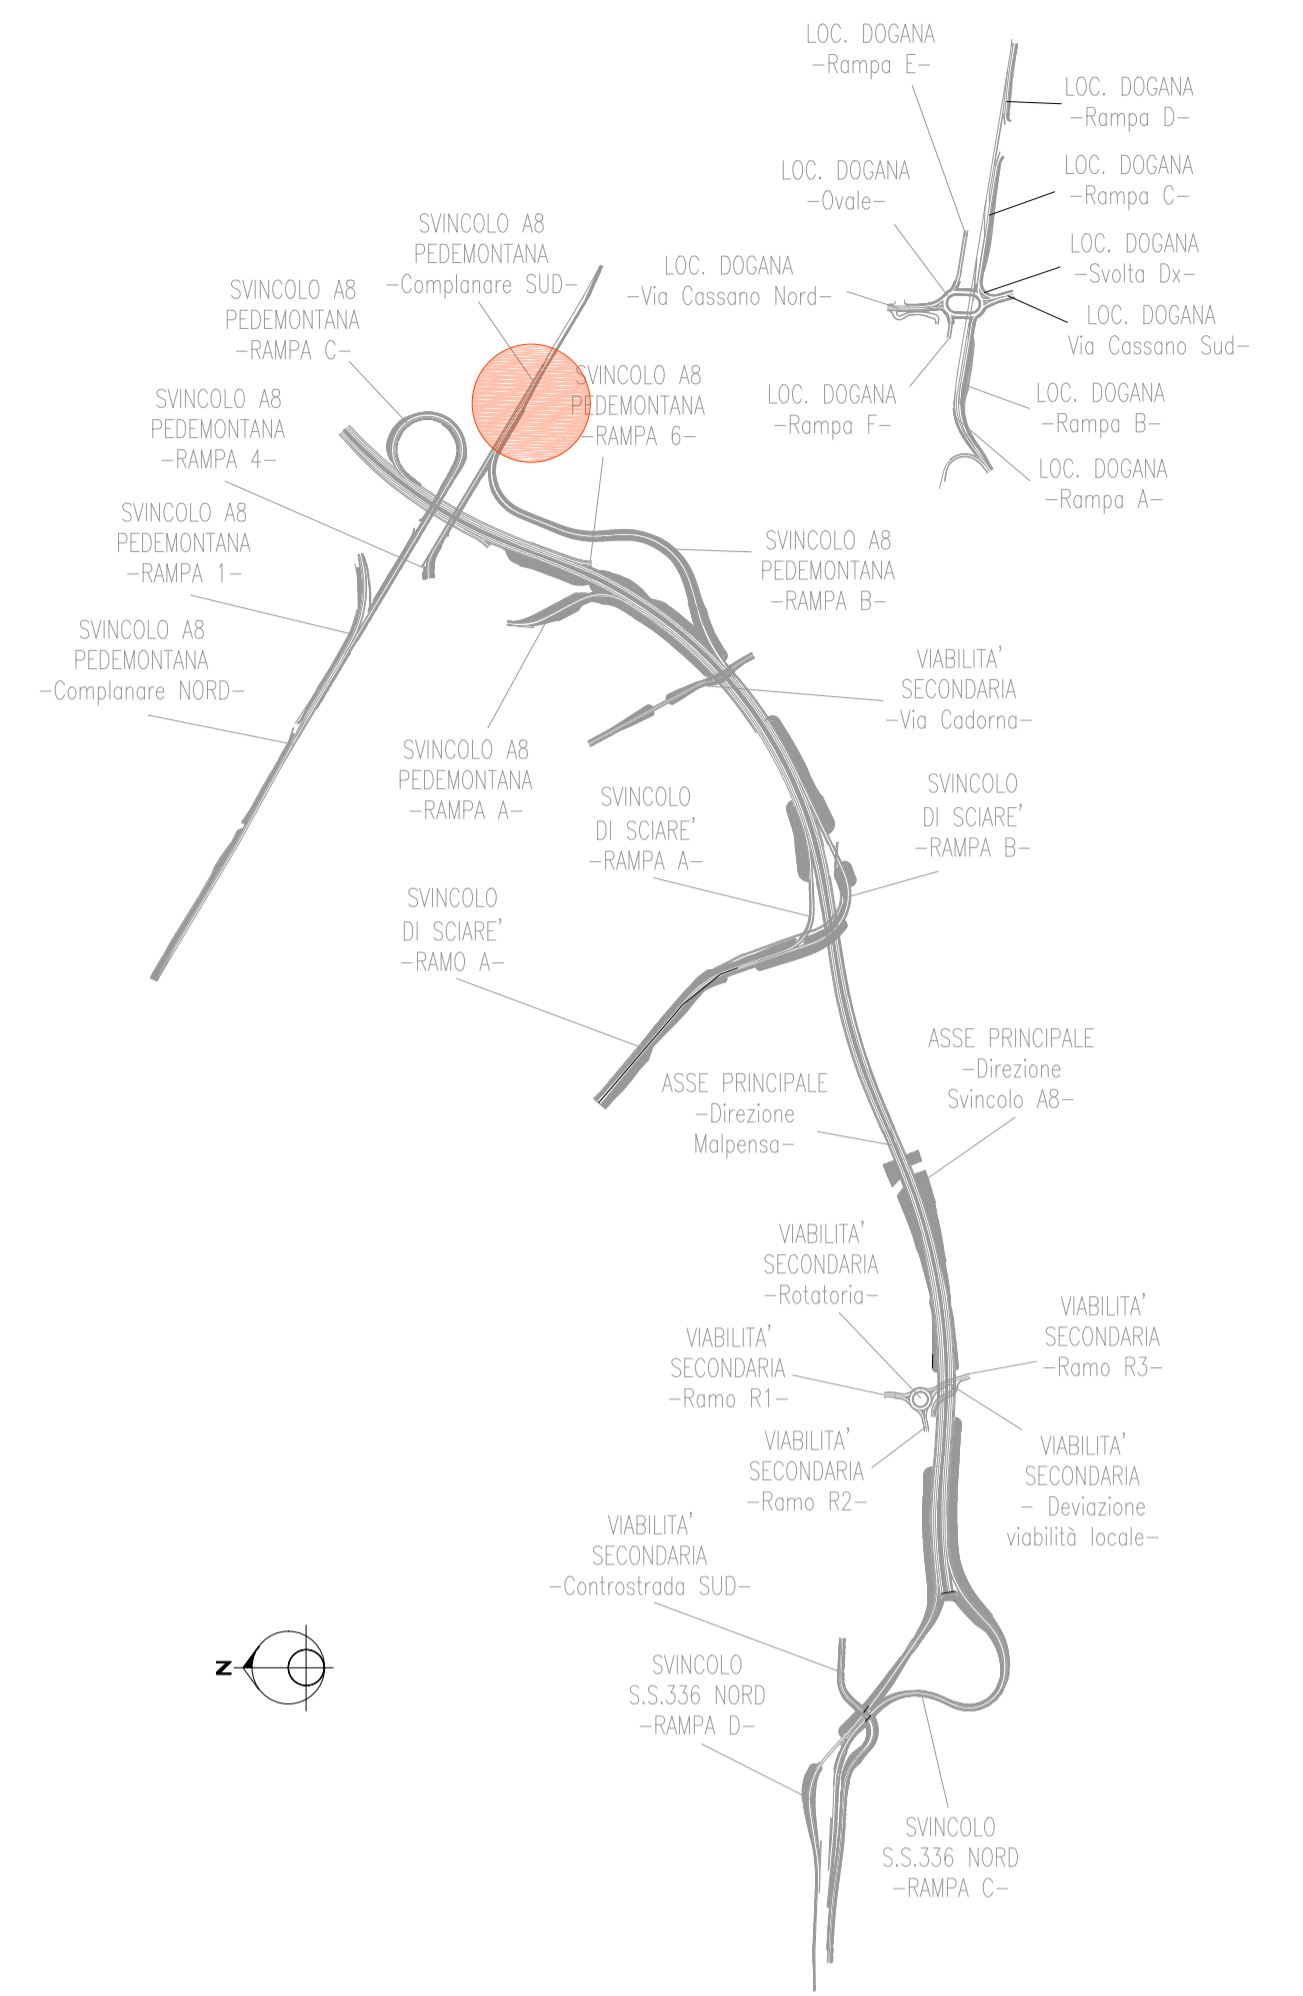 LOC. DOGANA
-Rampa E-
LOC. DOGANA
-Rampa D-
LOC. DOGANA
-Ovale-
LOC. DOGANA
-Rampa C-
SVINCOLO A8
PEDEMONTANA
-Complanare SUD-
LOC. DOGANA
-Svolta Dx-
LOC. DOGANA
-Via Cassano Nord-
SVINCOLO A8
PEDEMONTANA
-RAMPA C-
LOC. DOGANA
Via Cassano Sud-
SVINCOLO A8
PEDEMONTANA
-RAMPA 6-
SVINCOLO A8
PEDEMONTANA
-RAMPA 4-
LOC. DOGANA
-Rampa F-
LOC. DOGANA
-Rampa B-
LOC. DOGANA
-Rampa A-
SVINCOLO A8
PEDEMONTANA
-RAMPA 1-
SVINCOLO A8
PEDEMONTANA
-RAMPA B-
SVINCOLO A8
PEDEMONTANA
-Complanare NORD-
VIABILITA'
SECONDARIA
-Via Cadorna-
SVINCOLO A8
PEDEMONTANA
-RAMPA A-
SVINCOLO
DI SCIARE'
-RAMPA A-
SVINCOLO
DI SCIARE'
-RAMPA B-
SVINCOLO
DI SCIARE'
-RAMO A-
ASSE PRINCIPALE
-Direzione
Svincolo A8-
ASSE PRINCIPALE
-Direzione
Malpensa-
VIABILITA'
SECONDARIA
-Rotatoria-
VIABILITA'
SECONDARIA
-Ramo R3-
VIABILITA'
SECONDARIA
-Ramo R1-
VIABILITA'
SECONDARIA
-Ramo R2-
VIABILITA'
SECONDARIA
- Deviazione
viabilità locale-
VIABILITA'
SECONDARIA
-Controstrada SUD-
N
SVINCOLO
S.S.336 NORD
-RAMPA D-
SVINCOLO
S.S.336 NORD
-RAMPA C-